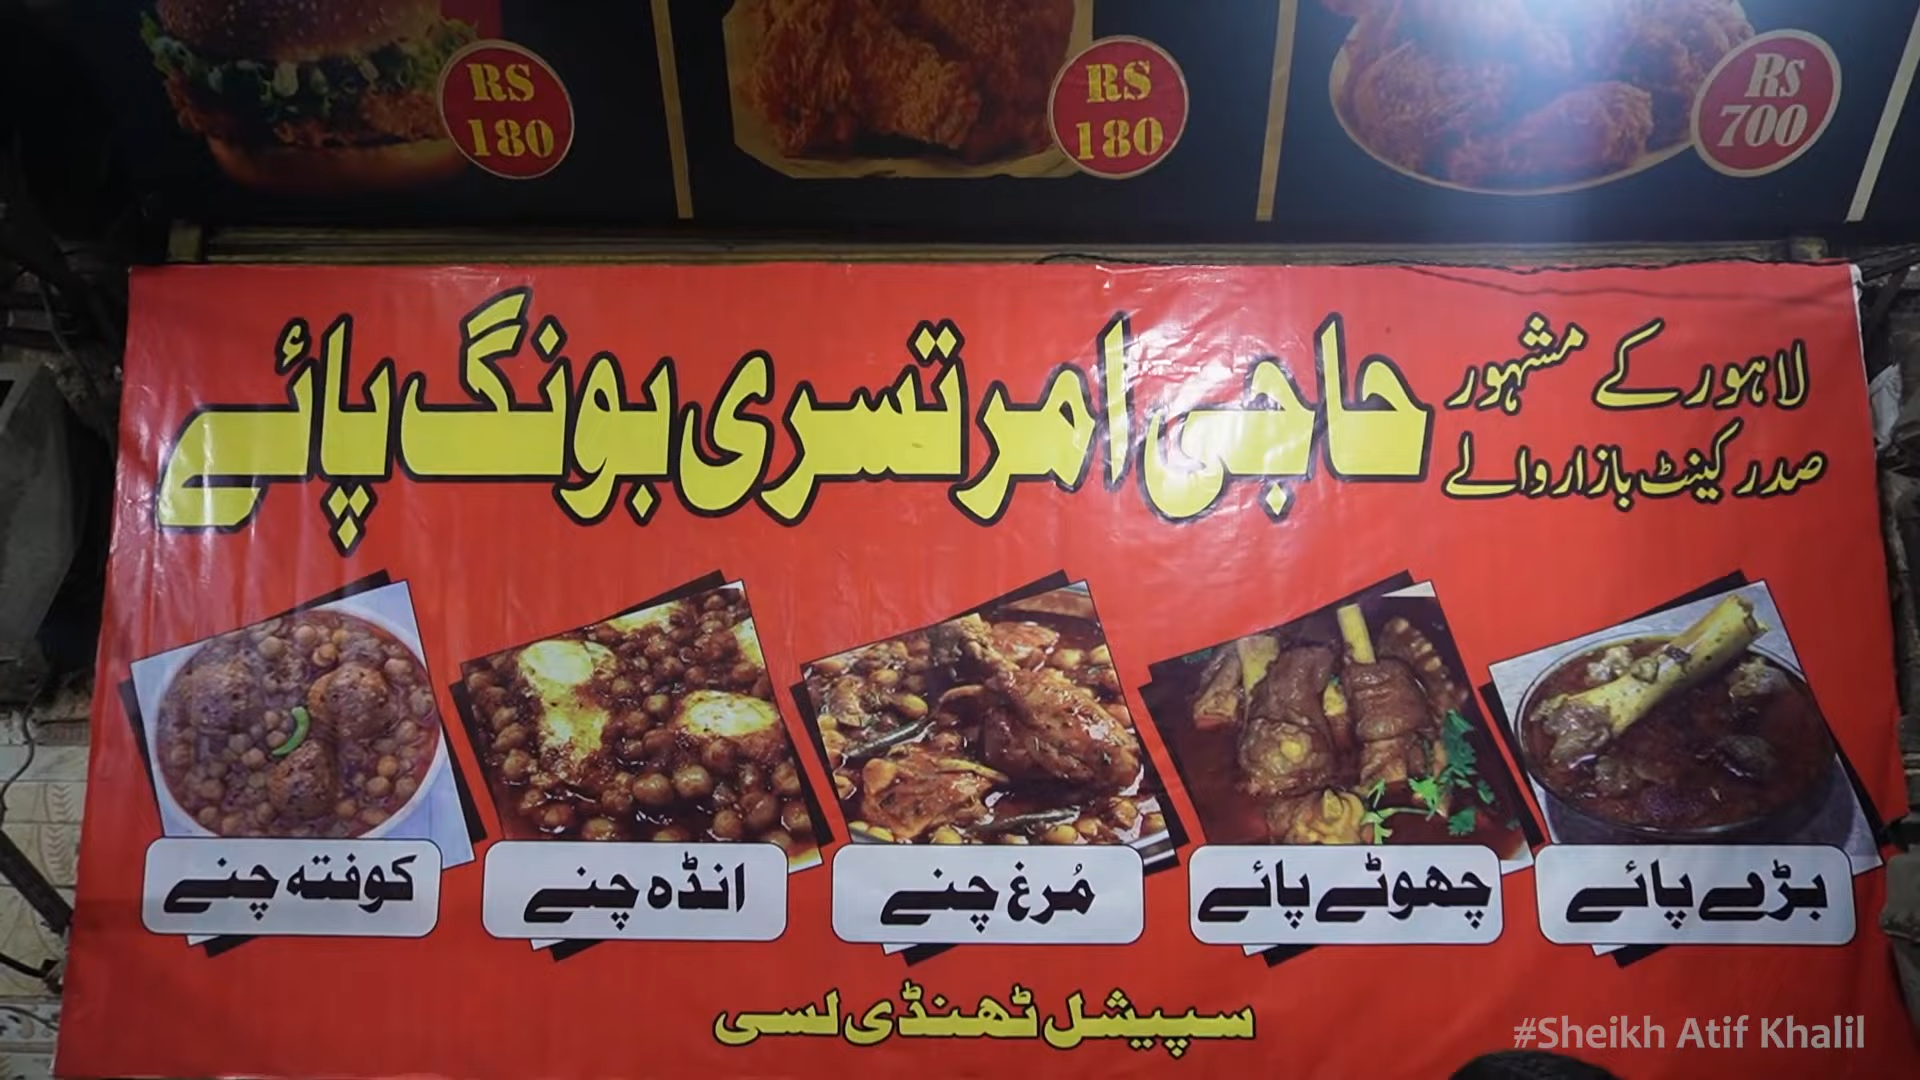 RS 180
RS 180
Rs 700
لاہور کے مشہور
صدر کینٹ بازار والے
حاجی امرتسری بونگ پائے
بڑے پائے
چھوٹے پائے
مُرغ چنے
انڈہ چنے
کوفتہ چنے
سپیشل ٹھنڈی لسی
#Sheikh Atif Khalil